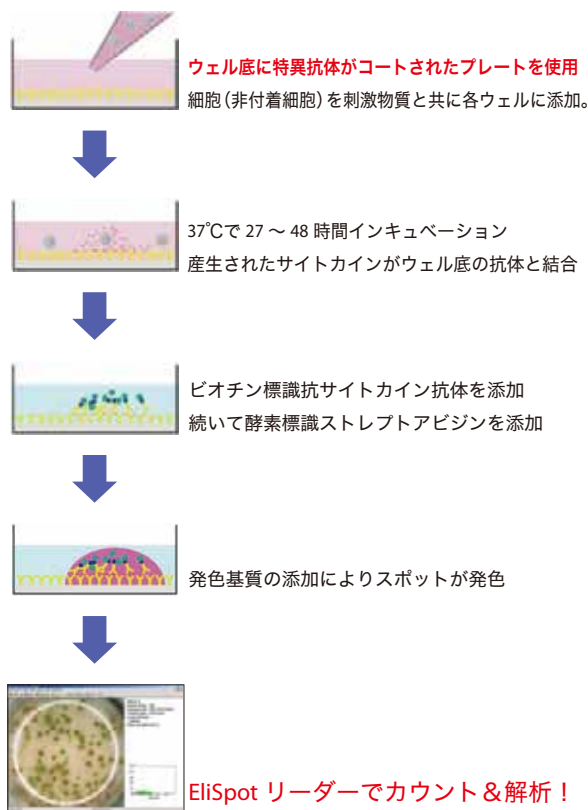 ウェル底に特異抗体がコートされたプレートを使用
細胞(非付着細胞)を刺激物質と共に各ウェルに添加。
37℃で 27 ~ 48 時間インキュベーション
産生されたサイトカインがウェル底の抗体と結合
ビオチン標識抗サイトカイン抗体を添加
続いて酵素標識ストレプトアビジンを添加
発色基質の添加によりスポットが発色
EliSpot リーダーでカウント&解析!